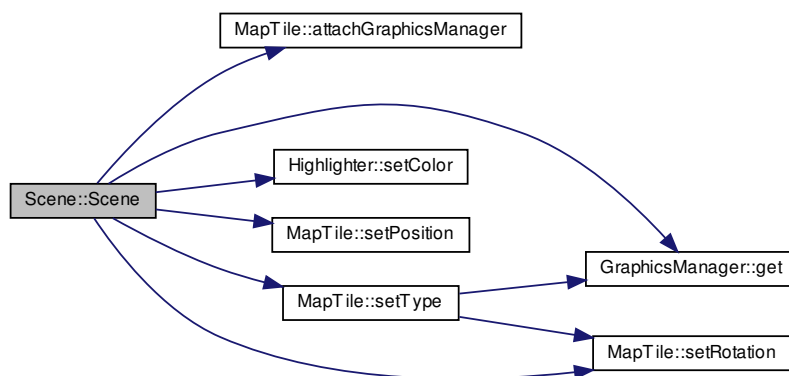 MapTile::attachGraphicsManager
Highlighter::setColor
Scene::Scene
MapTile::setPosition
GraphicsManager::get
MapTile::setType
MapTile::setRotation